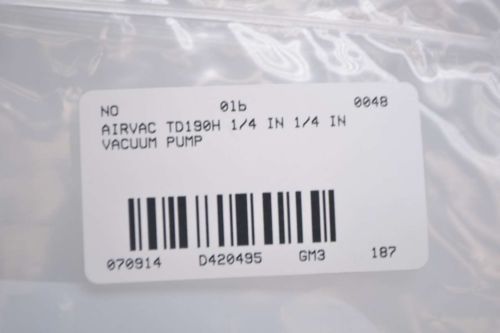 NO 01b 0048
AIRVAC TD190H 1/4 IN 1/4 IN
VACUUM PUMP
070914 D420495 GM3 187